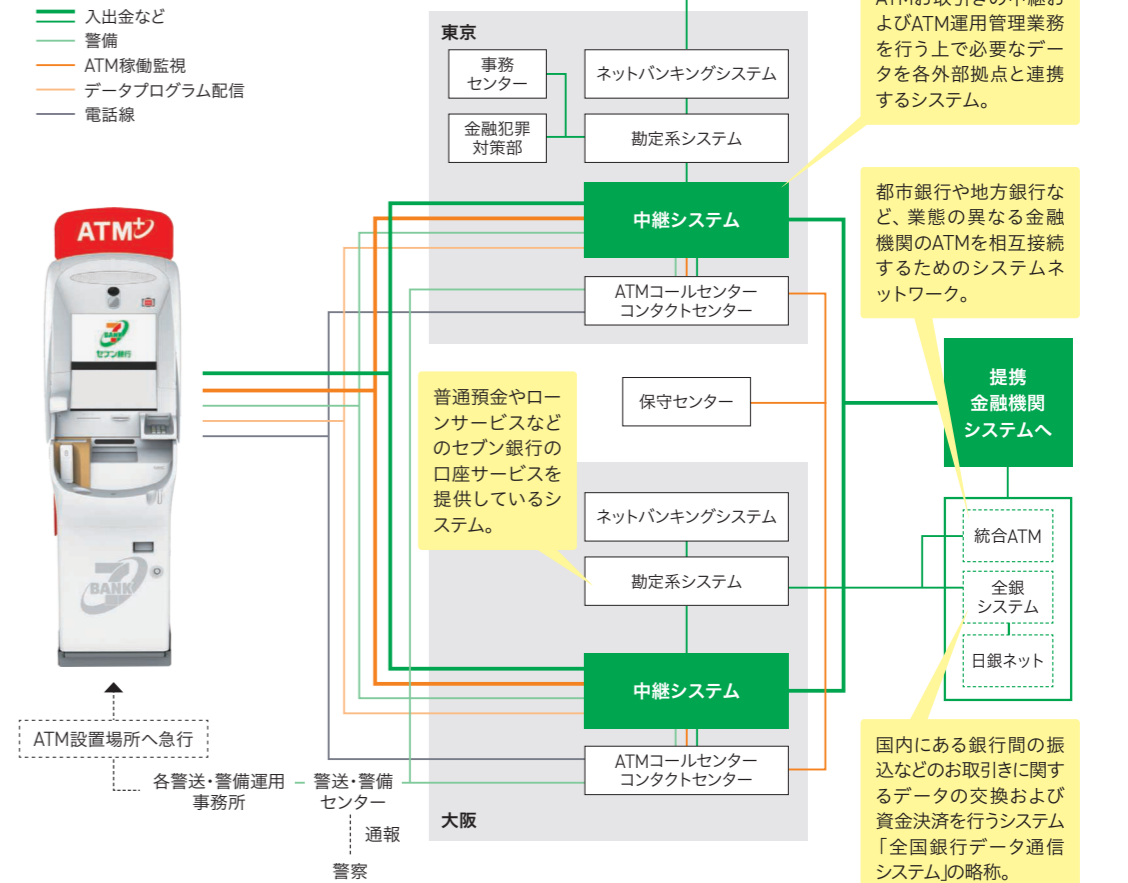 入出金など
警備
ATM稼働監視
データプログラム配信
電話線
東京
事務
センター
ネットバンキングシステム
金融犯罪
対策部
勘定系システム
ATMお取引きの中継お
よびATM運用管理業務
を行う上で必要なデー
タを各外部拠点と連携
するシステム。
中継システム
ATMコールセンター
コンタクトセンター
都市銀行や地方銀行な
ど、業態の異なる金融
機関のATMを相互接続
するためのシステムネ
ットワーク。
ATM
7
BANK
セブン銀行
普通預金やロー
ンサービスなど
のセブン銀行の
口座サービスを
提供しているシ
ステム。
保守センター
提携
金融機関
システムへ
ネットバンキングシステム
勘定系システム
統合ATM
全銀
システム
日銀ネット
7
BANK
中継システム
ATMコールセンター
コンタクトセンター
大阪
ATM設置場所へ急行
各警送・警備運用
事務所
警送・警備
センター
通報
警察
国内にある銀行間の振
込などのお取引きに関す
るデータの交換および
資金決済を行うシステム
「全国銀行データ通信
システム」の略称。